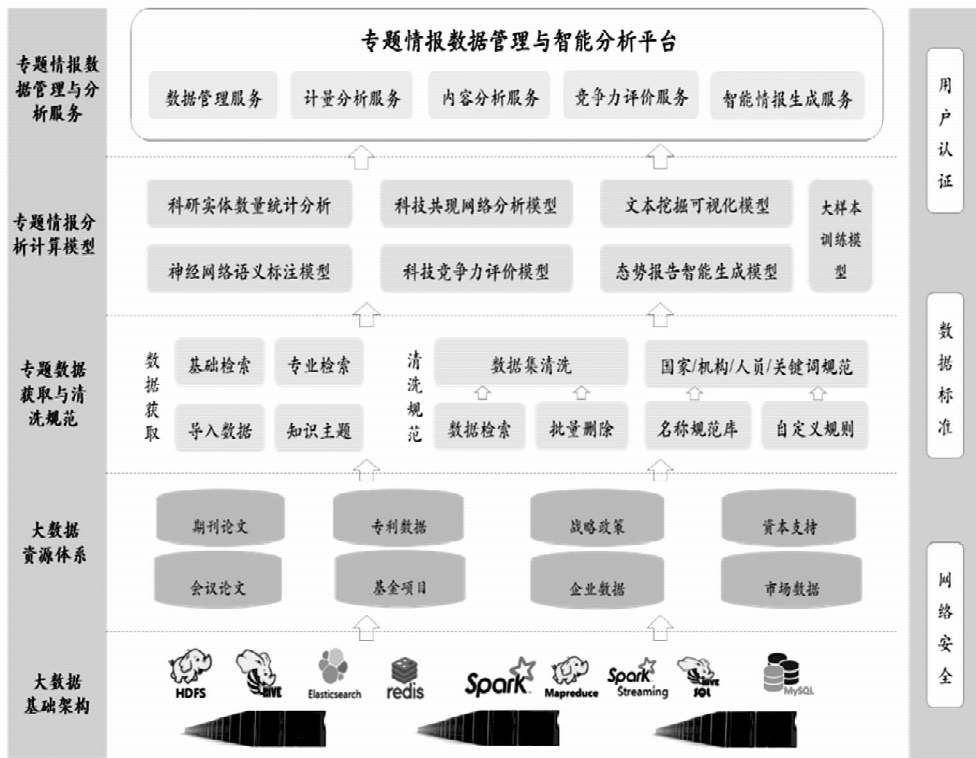 专题情报数据管理与智能分析平台
专题情报数
据管理与分
析服务
数据管理服务
计量分析服务
内容分析服务
竞争力评价服务
智能情报生成服务
专题情报分
析计算模型
科研实体数量统计分析
科技共现网络分析模型
文本挖掘可视化模型
大样本
训练模
型
神经网络语义标注模型
科技竞争力评价模型
态势报告智能生成模型
专题数据
获取与清
洗规范
数据获取
基础检索
专业检索
导入数据
知识主题
清洗规范
数据集清洗
国家/机构/人员/关键词规范
数据检索
批量删除
名称规范库
自定义规则
大数据
资源体系
期刊论文
专利数据
战略政策
资本支持
会议论文
基金项目
企业数据
市场数据
大数据
基础架构
HDFS
HIVE
Elasticsearch
redis
Spark
Mapreduce
Spark
Streaming
HIVE
SQL
MySQL
用户认证
数据标准
网络安全